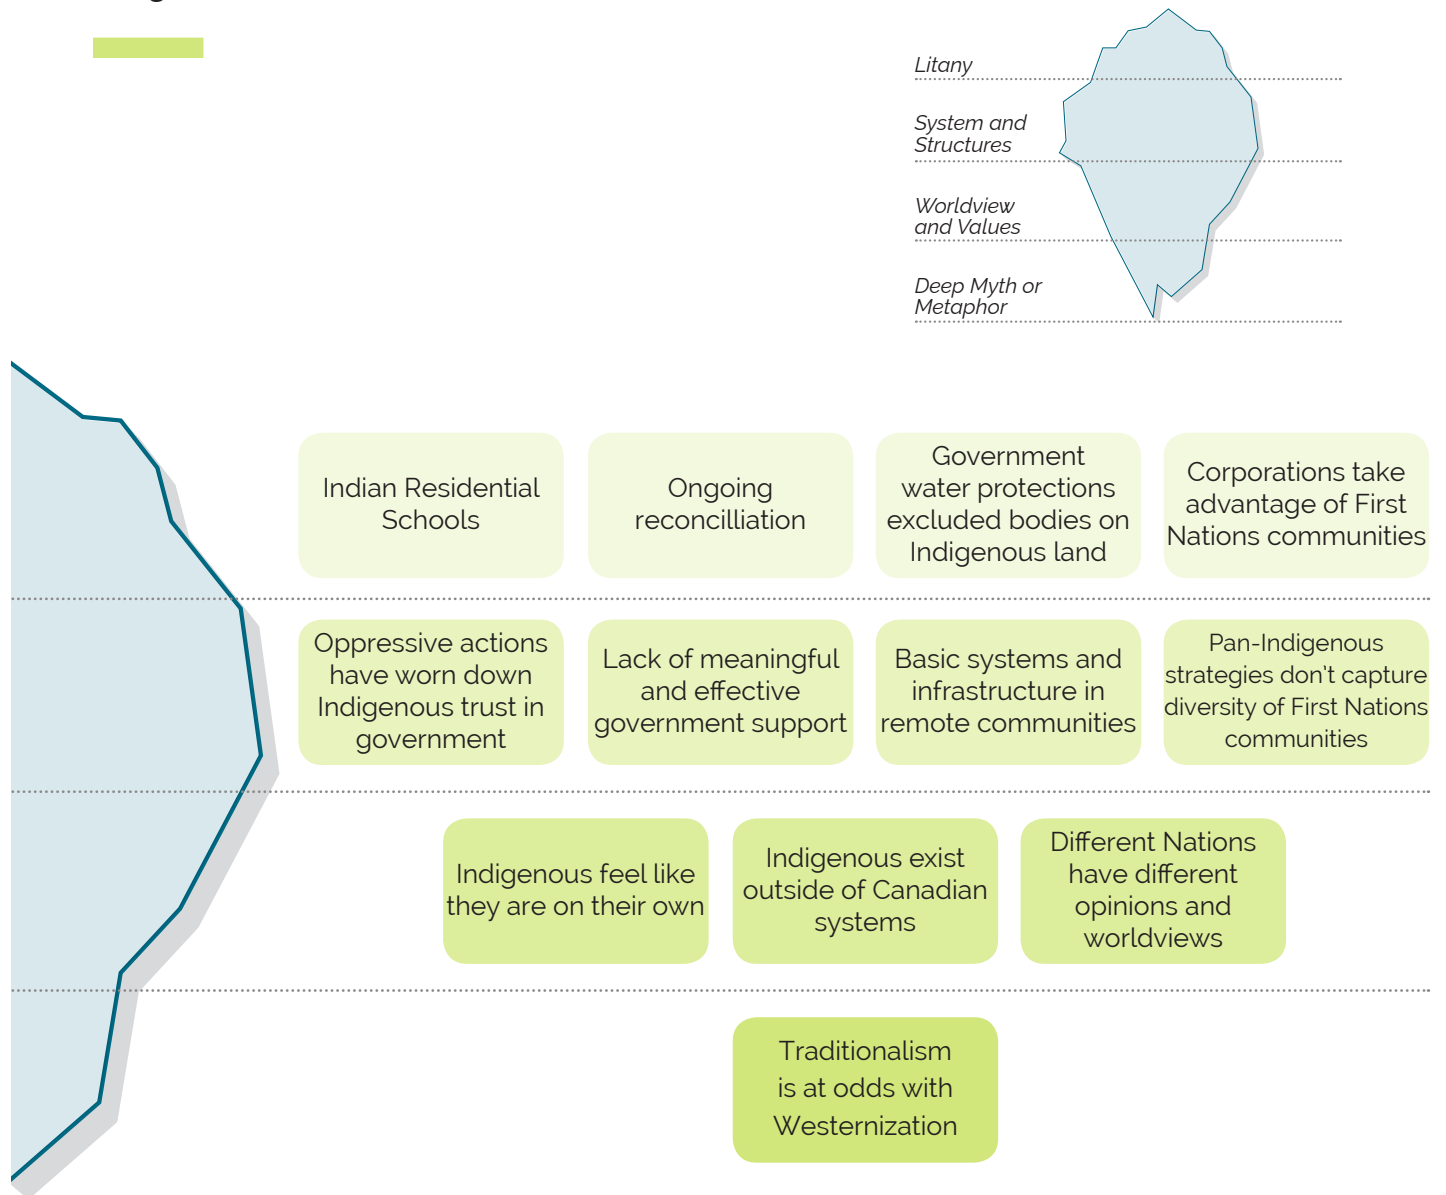 Litany
System and
Structures
Worldview
and Values
Deep Myth or
Metaphor
Indian Residential
Schools
Ongoing
reconcilliation
Government
water protections
excluded bodies on
Indigenous land
Corporations take
advantage of First
Nations communities
Oppressive actions
have worn down
Indigenous trust in
government
Lack of meaningful
and effective
government support
Basic systems and
infrastructure in
remote communities
Pan-Indigenous
strategies don't capture
diversity of First Nations
communities
Indigenous feel like
they are on their own
Indigenous exist
outside of Canadian
systems
Different Nations
have different
opinions and
worldviews
Traditionalism
is at odds with
Westernization